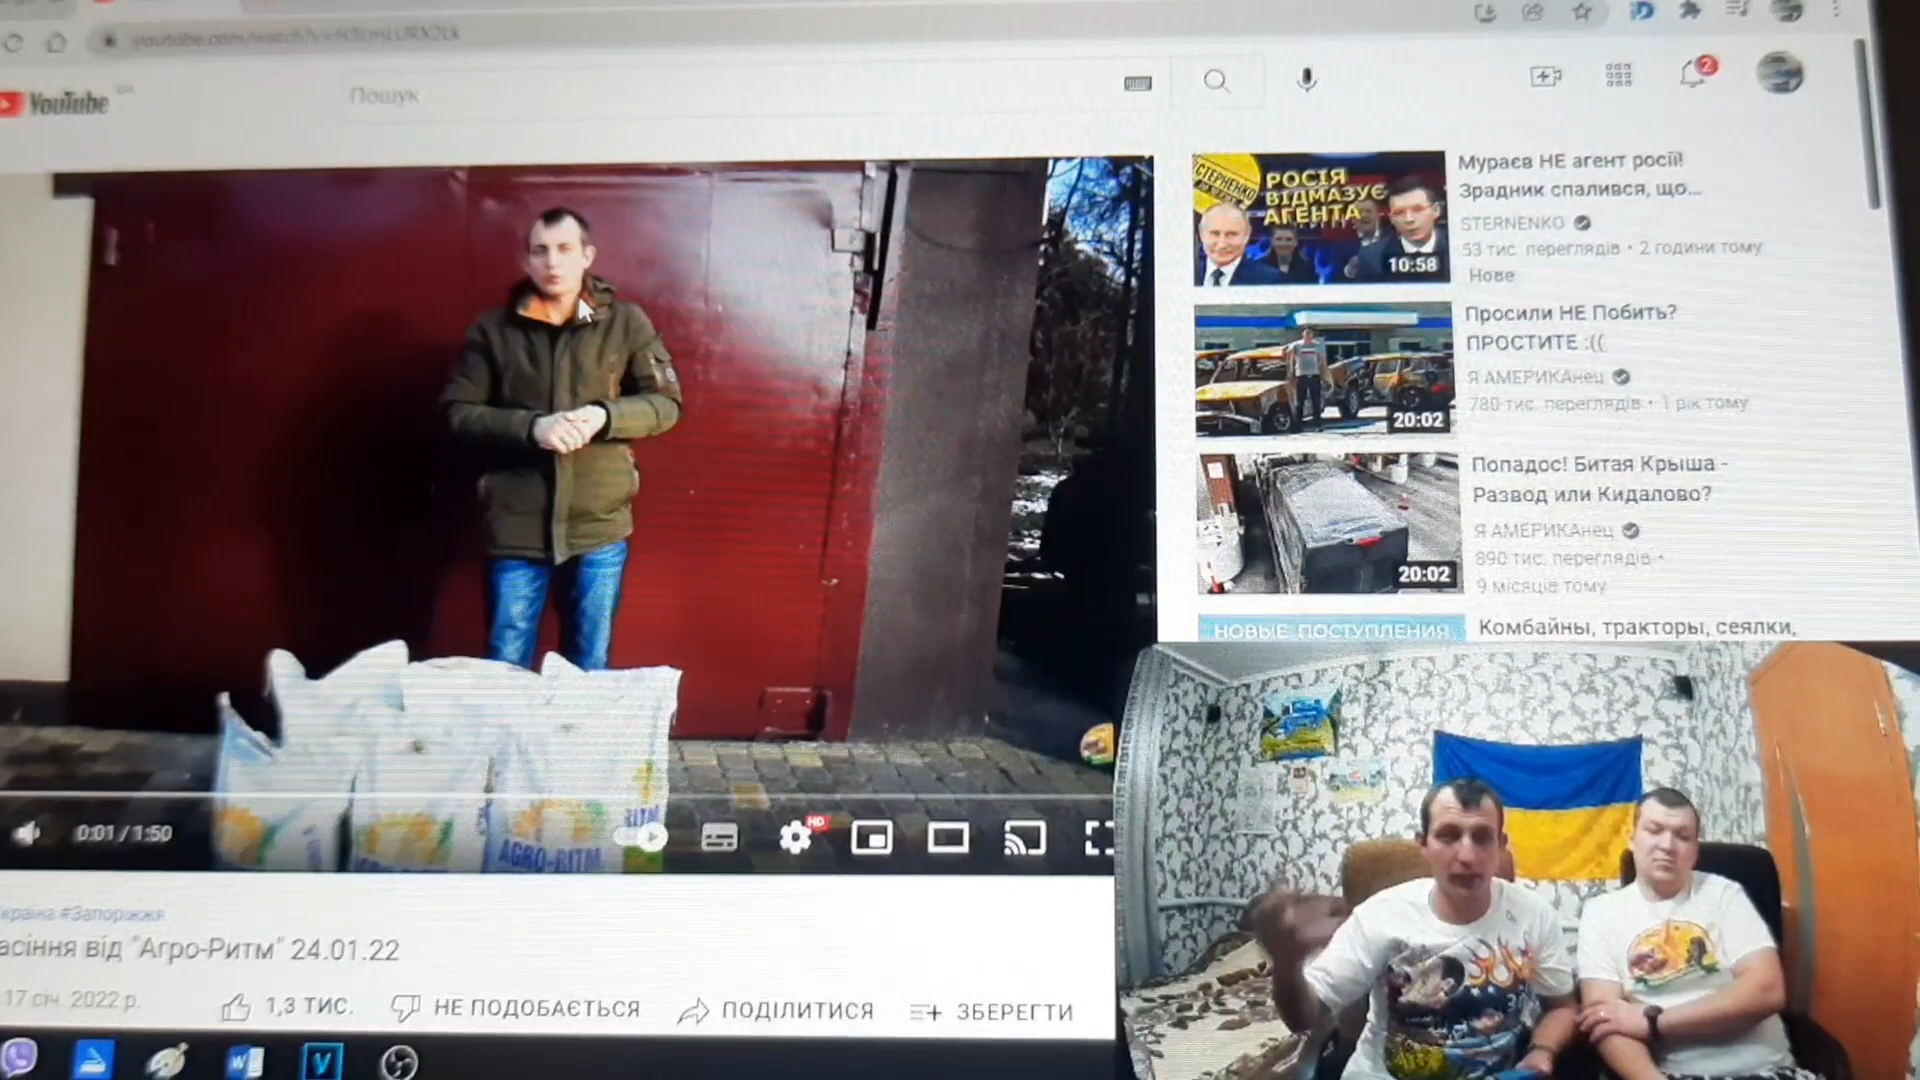 YouTube
Пошук
2
СТЕРНЕНКО
РОСІЯ
ВІДМАЗУЄ
АГЕНТА
10:58
Мураєв НЕ агент росії!
Зрадник спалився, що...
STERNENKO
53 тис. переглядів • 2 години тому
Нове
20:02
Просили НЕ Побить?
ПРОСТИТЕ :((
Я АМЕРИКАнец
780 тис. переглядів • 1 рік тому
20:02
Попадос! Битая Крыша -
Развод или Кидалово?
Я АМЕРИКАнец
890 тис. переглядів •
9 місяців тому
НОВЫЕ ПОСТУПЛЕНИЯ
Комбайны, тракторы, сеялки,
AGRO-RITM
0:01 / 1:50
HD
країна #Запоріжжя
асіння від "Агро-Ритм" 24.01.22
17 січ. 2022 р.
1,3 ТИС.
НЕ ПОДОБАЄТЬСЯ
ПОДІЛИТИСЯ
ЗБЕРЕГТИ